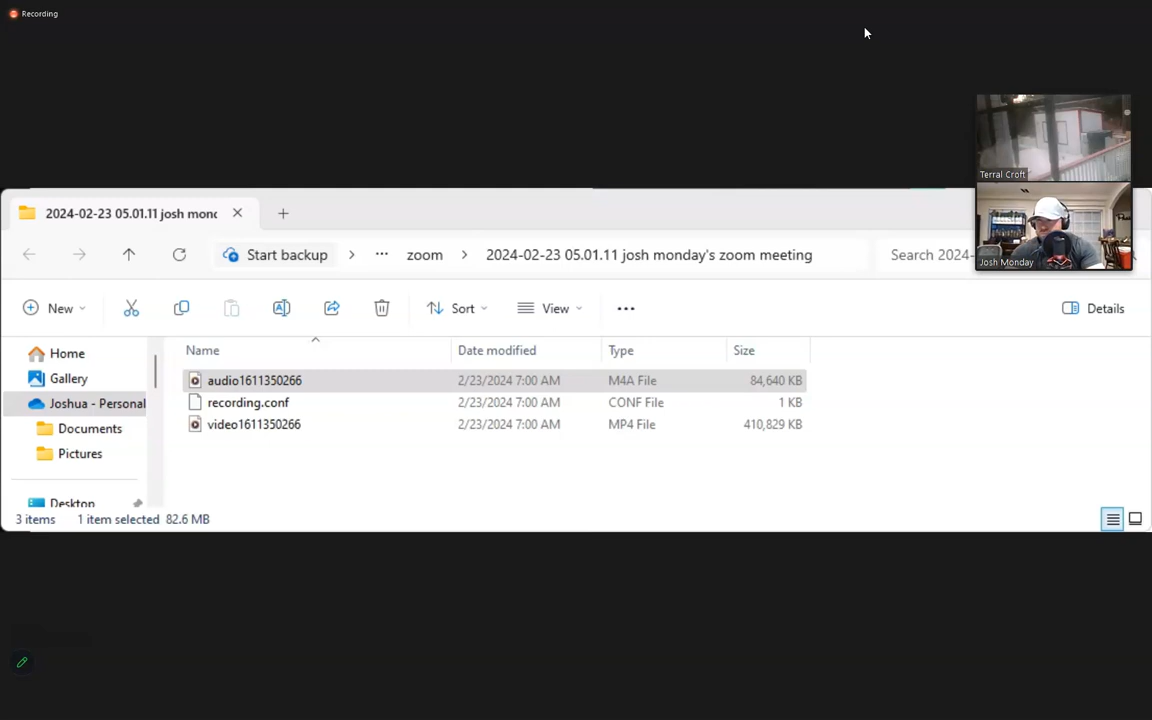 Recording
Terral Croft
2024-02-23 05.01.11 josh mond
Josh Monday
Start backup
zoom
2024-02-23 05.01.11 josh monday's zoom meeting
Search 2024-
New
Sort
View
Details
Home
Gallery
Joshua - Personal
Documents
Pictures
Desktop
Name Date modified Type Size
audio1611350266 2/23/2024 7:00 AM M4A File 84,640 KB
recording.conf 2/23/2024 7:00 AM CONF File 1 KB
video1611350266 2/23/2024 7:00 AM MP4 File 410,829 KB
3 items 1 item selected 82.6 MB